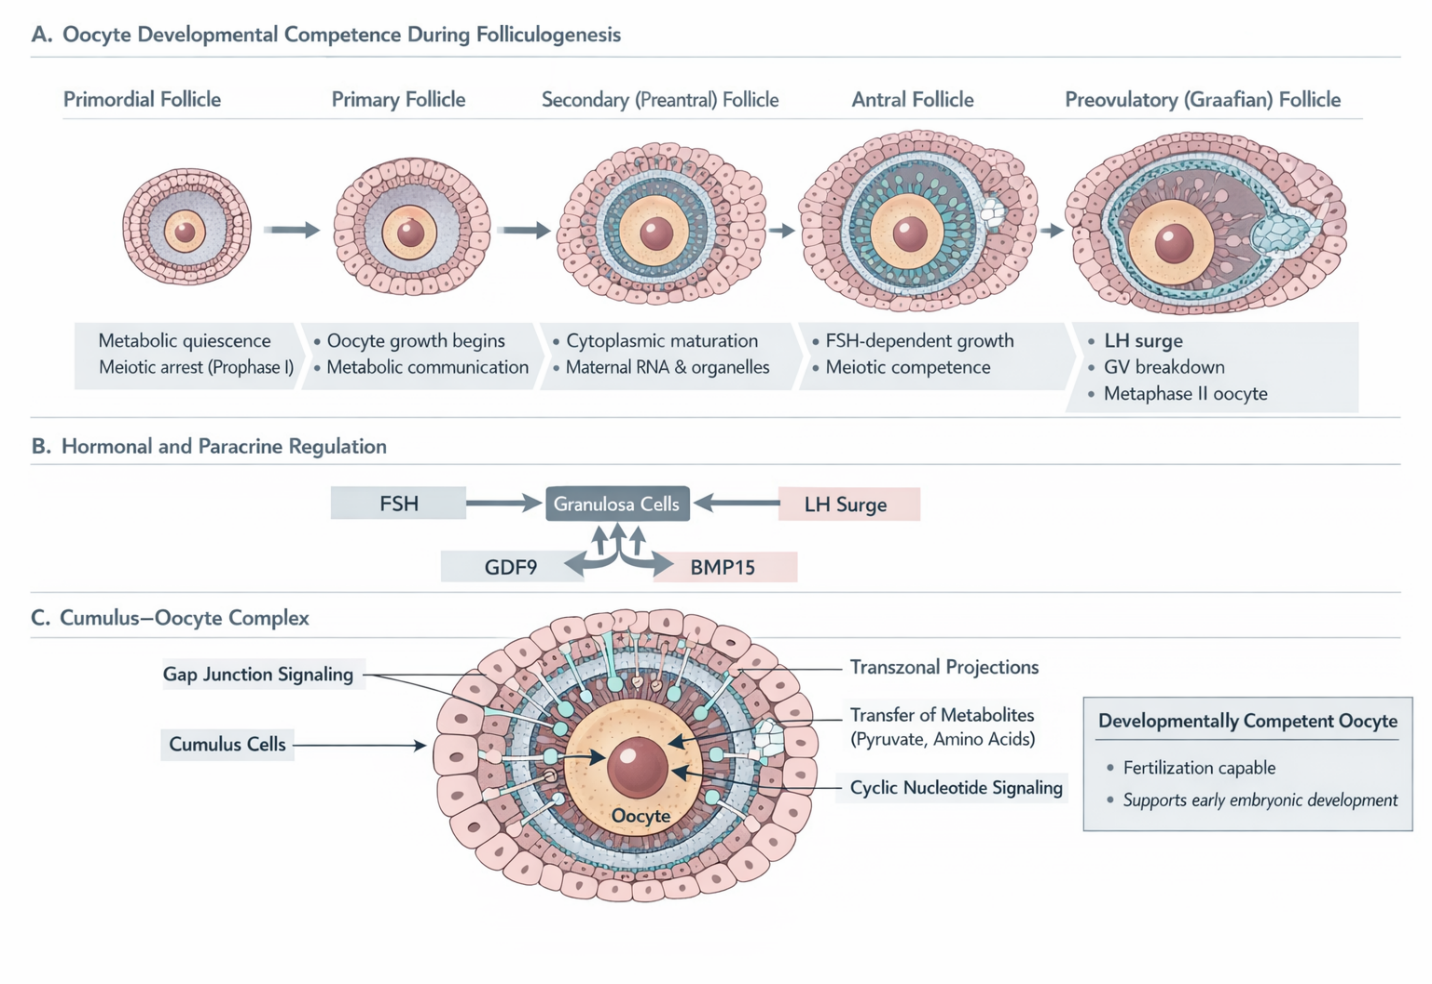 A. Oocyte Developmental Competence During Folliculogenesis
Primordial Follicle
Primary Follicle
Secondary (Preantral) Follicle
Antral Follicle
Preovulatory (Graafian) Follicle
Metabolic quiescence
Meiotic arrest (Prophase I)
• Oocyte growth begins
• Metabolic communication
• Cytoplasmic maturation
• Maternal RNA & organelles
• FSH-dependent growth
• Meiotic competence
• LH surge
• GV breakdown
• Metaphase II oocyte
B. Hormonal and Paracrine Regulation
FSH
Granulosa Cells
LH Surge
GDF9
BMP15
C. Cumulus–Oocyte Complex
Gap Junction Signaling
Cumulus Cells
Oocyte
Transzonal Projections
Transfer of Metabolites
(Pyruvate, Amino Acids)
Cyclic Nucleotide Signaling
Developmentally Competent Oocyte
• Fertilization capable
• Supports early embryonic development